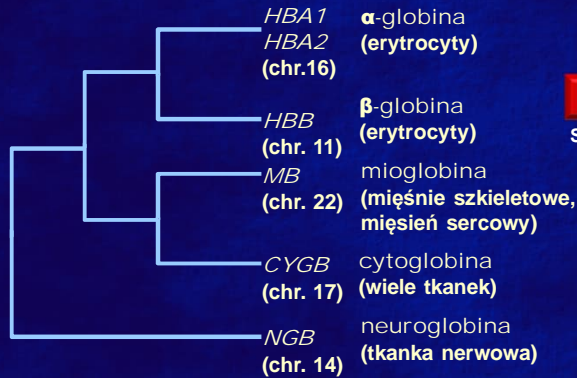 HBA1 α-globina
HBA2 (erytrocyty)
(chr.16)
HBB β-globina
(chr. 11) (erytrocyty)
MB mioglobina
(chr. 22) (mięśnie szkieletowe,
mięsień sercowy)
CYGB cytoglobina
(chr. 17) (wiele tkanek)
NGB neuroglobina
(chr. 14) (tkanka nerwowa)